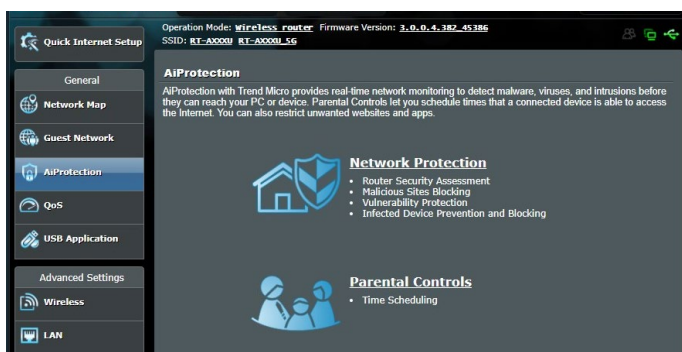 Quick Internet Setup
General
Network Map
Guest Network
AiProtection
QoS
USB Application
Advanced Settings
Wireless
LAN
Operation Mode: Wireless router Firmware Version: 3.0.0.4.382_45386
SSID: RT-AXXXU RT-AXXXU_5G
AiProtection
AiProtection with Trend Micro provides real-time network monitoring to detect malware, viruses, and intrusions before
they can reach your PC or device. Parental Controls let you schedule times that a connected device is able to access
the Internet. You can also restrict unwanted websites and apps.
Network Protection
• Router Security Assessment
• Malicious Sites Blocking
• Vulnerability Protection
• Infected Device Prevention and Blocking
Parental Controls
• Time Scheduling